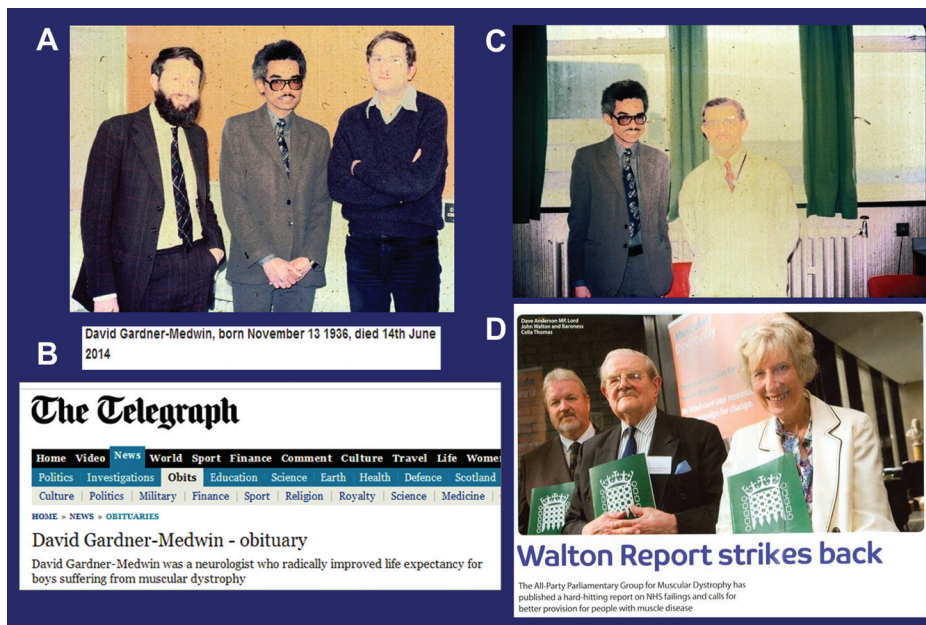 A
C
David Gardner-Medwin, born November 13 1936, died 14th June
2014
B
The Telegraph
Home Video News World Sport Finance Comment Culture Travel Life
Politics Investigations Obits Education Science Earth Health Defence Scotland
Culture Politics Military Finance Sport Religion Royalty Science Medicine
HOME » NEWS » OBITUARIES
David Gardner-Medwin - obituary
David Gardner-Medwin was a neurologist who radically improved life expectancy for
boys suffering from muscular dystrophy
D
Dave Anderson MP, Lord
John Walton and Baroness
Celia Thomas
Muscular
Dystrophy
for change.
Walton Report strikes back
The All-Party Parliamentary Group for Muscular Dystrophy has
published a hard-hitting report on NHS failings and calls for
better provision for people with muscle disease